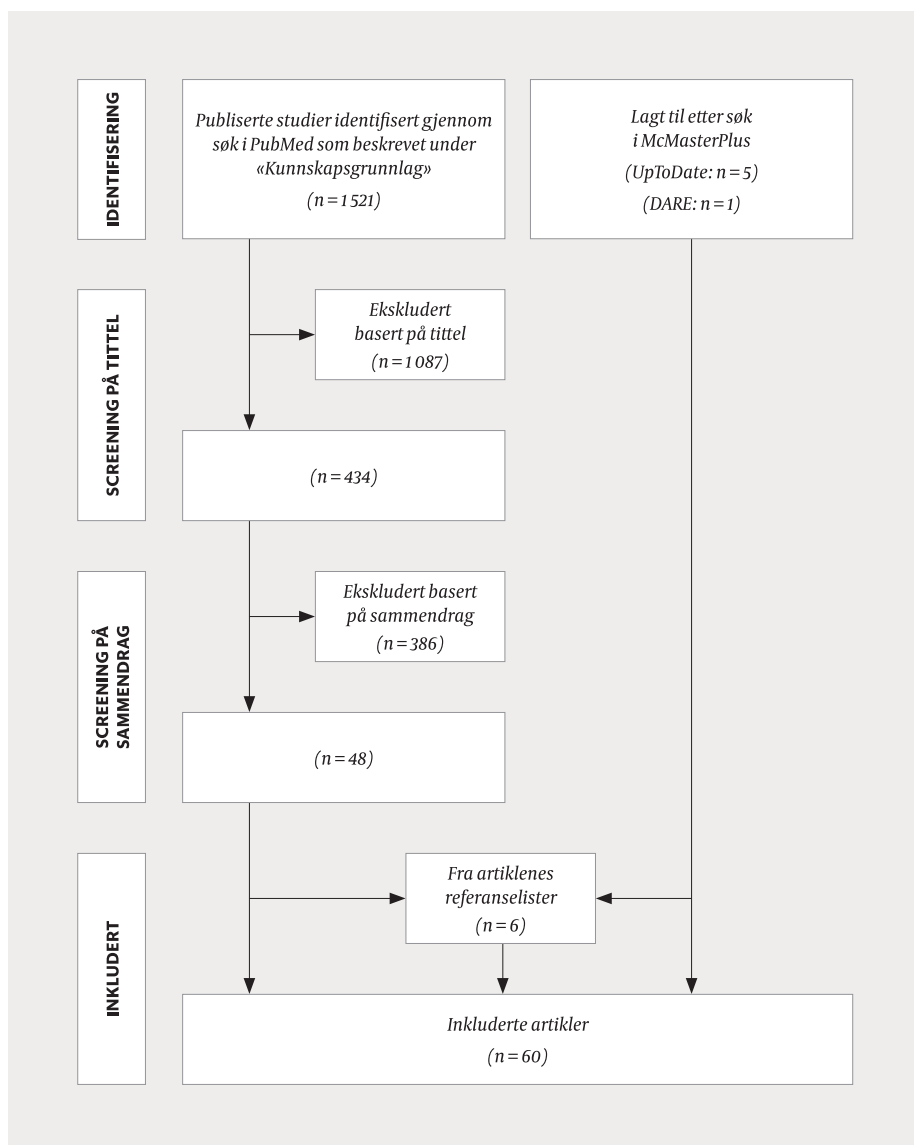 IDENTIFISERING
Publiserte studier identifisert gjennom
søk i PubMed som beskrevet under
«Kunnskapsgrunnlag»
(n = 1 521)
Lagt til etter søk
i McMasterPlus
(UpToDate: n = 5)
(DARE: n = 1)
SCREENING PÅ TITTEL
Ekskludert
basert på tittel
(n = 1 087)
(n = 434)
SCREENING PÅ
SAMMENDRAG
Ekskludert basert
på sammendrag
(n = 386)
(n = 48)
INKLUDERT
Fra artiklenes
referanselister
(n = 6)
Inkluderte artikler
(n = 60)